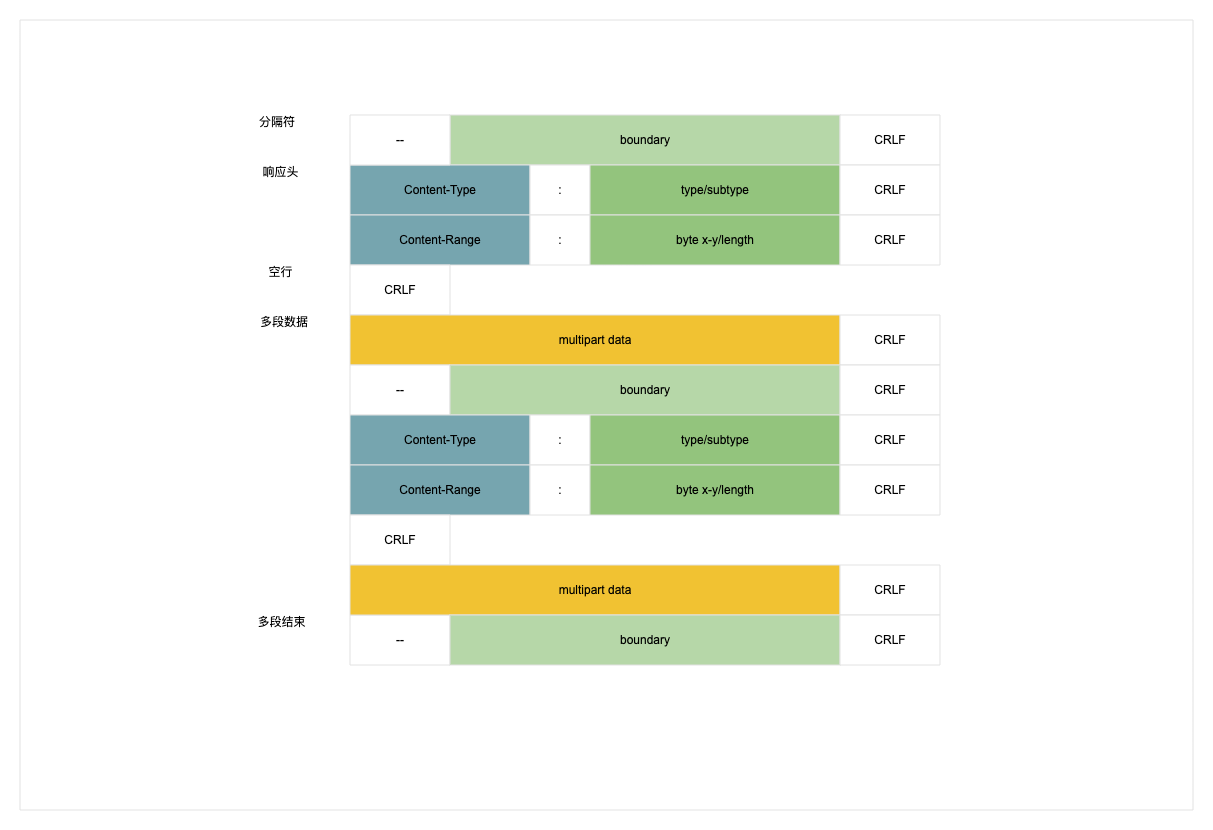 分隔符 -- boundary CRLF
响应头 Content-Type : type/subtype CRLF
Content-Range : byte x-y/length CRLF
空行 CRLF
多段数据 multipart data CRLF
-- boundary CRLF
Content-Type : type/subtype CRLF
Content-Range : byte x-y/length CRLF
CRLF
multipart data CRLF
多段结束 -- boundary CRLF